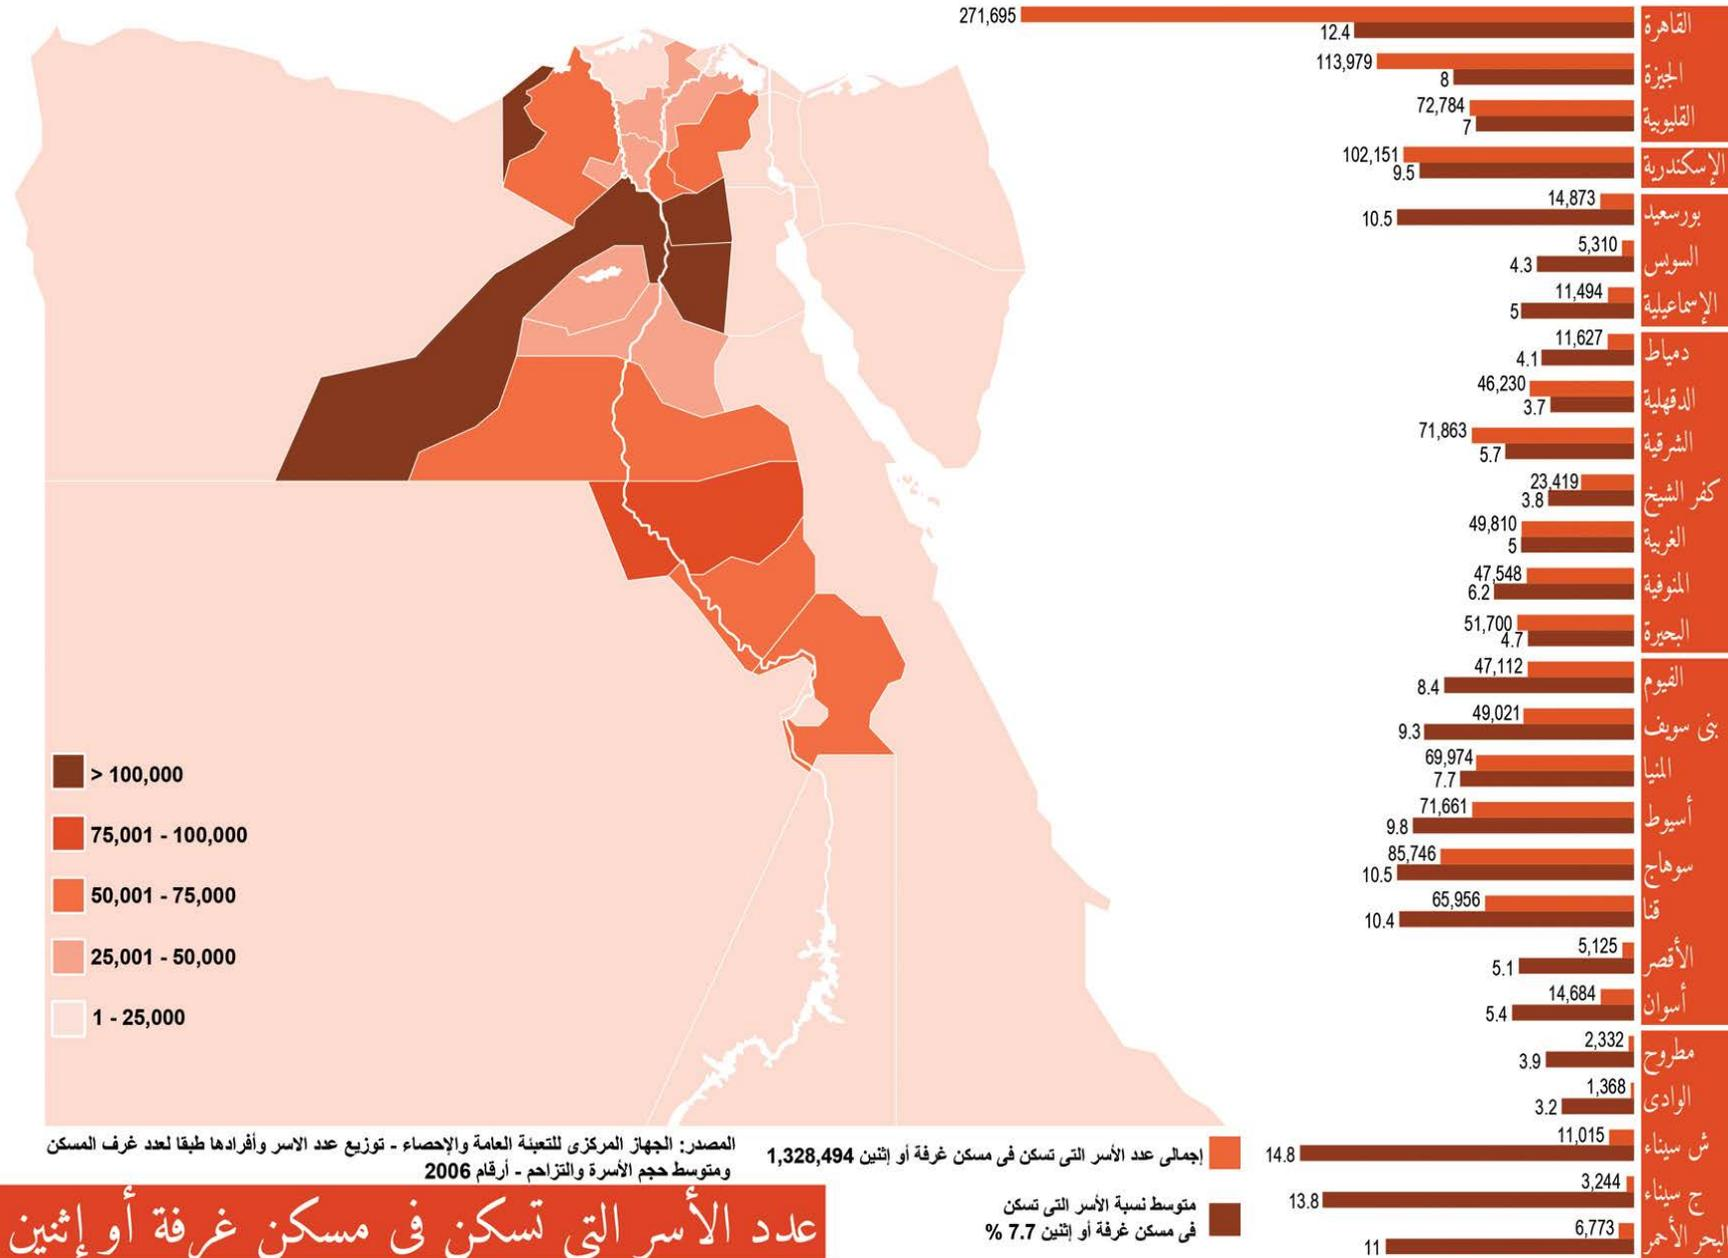 القاهرة
271,695
12.4
الجيزة
113,979
8
القليوبية
72,784
7
الإسكندرية
102,151
9.5
بورسعيد
14,873
10.5
السويس
5,310
4.3
الإسماعيلية
11,494
5
دمياط
11,627
4.1
الدقهلية
46,230
3.7
الشرقية
71,863
5.7
كفر الشيخ
23,419
3.8
الغربية
49,810
5
المنوفية
47,548
6.2
البحيرة
51,700
4.7
الفيوم
47,112
8.4
بنى سويف
49,021
9.3
المنيا
69,974
7.7
أسيوط
71,661
9.8
سوهاج
85,746
10.5
قنا
65,956
10.4
الأقصر
5,125
5.1
أسوان
14,684
5.4
مطروح
2,332
3.9
الوادى
1,368
3.2
ش سيناء
11,015
14.8
ج سيناء
3,244
13.8
البحر الأحمر
6,773
11
> 100,000
75,001 - 100,000
50,001 - 75,000
25,001 - 50,000
1 - 25,000
إجمالى عدد الأسر التى تسكن فى مسكن غرفة أو إثنين 1,328,494
متوسط نسبة الأسر التى تسكن
فى مسكن غرفة أو إثنين 7.7 %
المصدر: الجهاز المركزى للتعبئة العامة والإحصاء - توزيع عدد الاسر وأفرادها طبقا لعدد غرف المسكن
ومتوسط حجم الأسرة والتزاحم - أرقام 2006
عدد الأسر التى تسكن فى مسكن غرفة أو إثنين